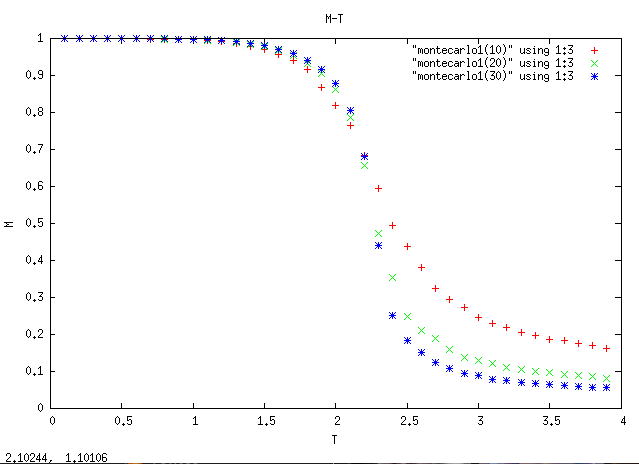 M-T
"montecarlo1(10)" using 1:3
"montecarlo1(20)" using 1:3
"montecarlo1(30)" using 1:3
1
0.9
0.8
0.7
0.6
0.5
0.4
0.3
0.2
0.1
0
M
0 0.5 1 1.5 2 2.5 3 3.5 4
T
2.10244, 1.10106